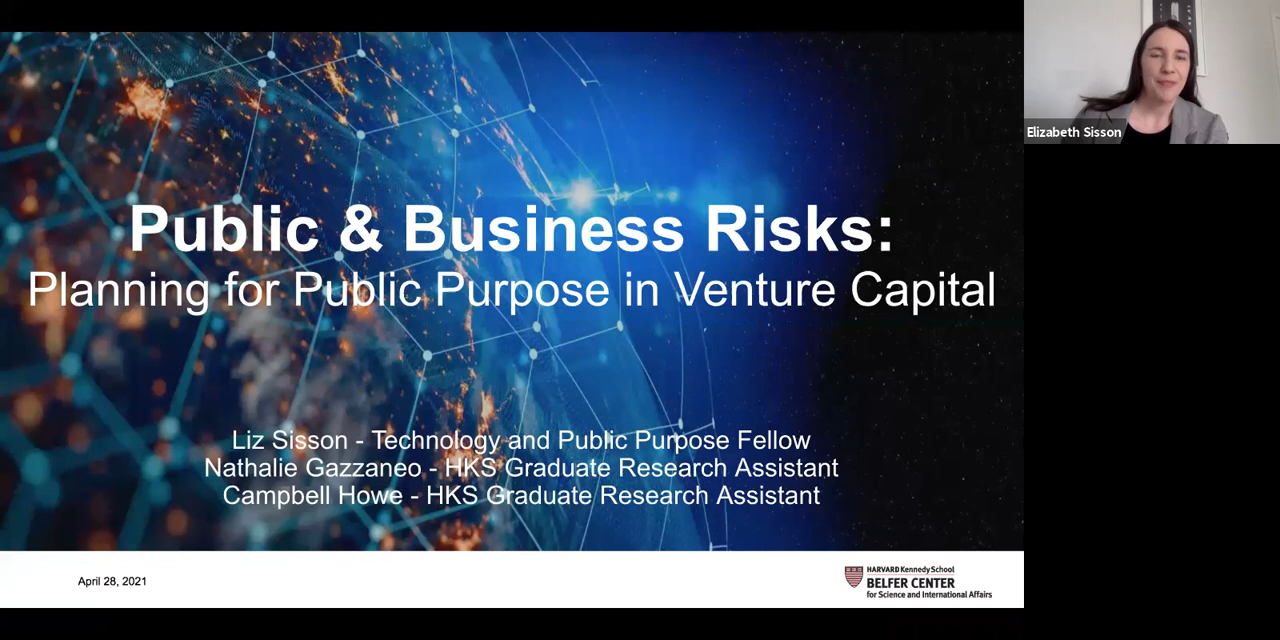 Public & Business Risks:
Planning for Public Purpose in Venture Capital
Liz Sisson - Technology and Public Purpose Fellow
Nathalie Gazzaneo - HKS Graduate Research Assistant
Campbell Howe - HKS Graduate Research Assistant
April 28, 2021
HARVARD Kennedy School
BELFER CENTER
for Science and International Affairs
Elizabeth Sisson